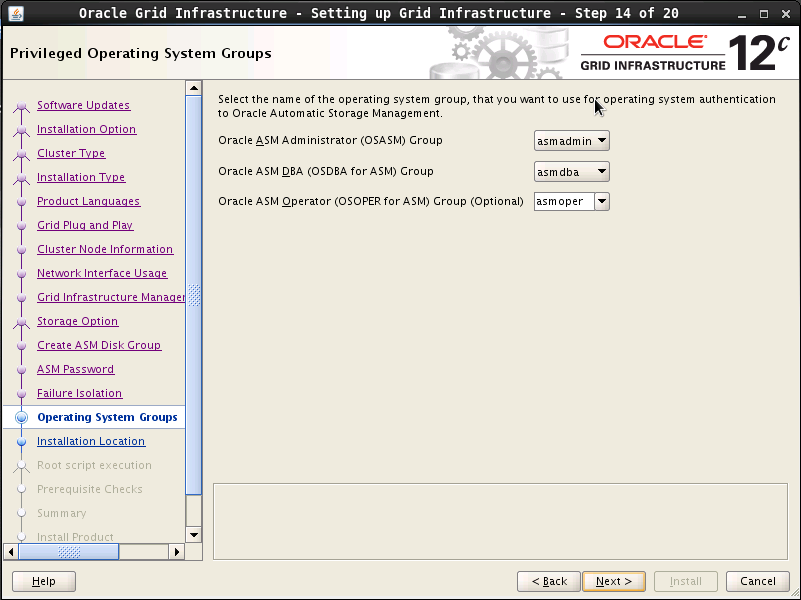 Oracle Grid Infrastructure - Setting up Grid Infrastructure - Step 14 of 20
Privileged Operating System Groups
ORACLE®
GRID INFRASTRUCTURE
12c
Software Updates
Installation Option
Cluster Type
Installation Type
Product Languages
Grid Plug and Play
Cluster Node Information
Network Interface Usage
Grid Infrastructure Manager
Storage Option
Create ASM Disk Group
ASM Password
Failure Isolation
Operating System Groups
Installation Location
Root script execution
Prerequisite Checks
Summary
Install Product
Select the name of the operating system group, that you want to use for operating system authentication
to Oracle Automatic Storage Management.
Oracle ASM Administrator (OSASM) Group asmadmin
Oracle ASM DBA (OSDBA for ASM) Group asmdba
Oracle ASM Operator (OSOPER for ASM) Group (Optional) asmoper
Help
< Back
Next >
Install
Cancel